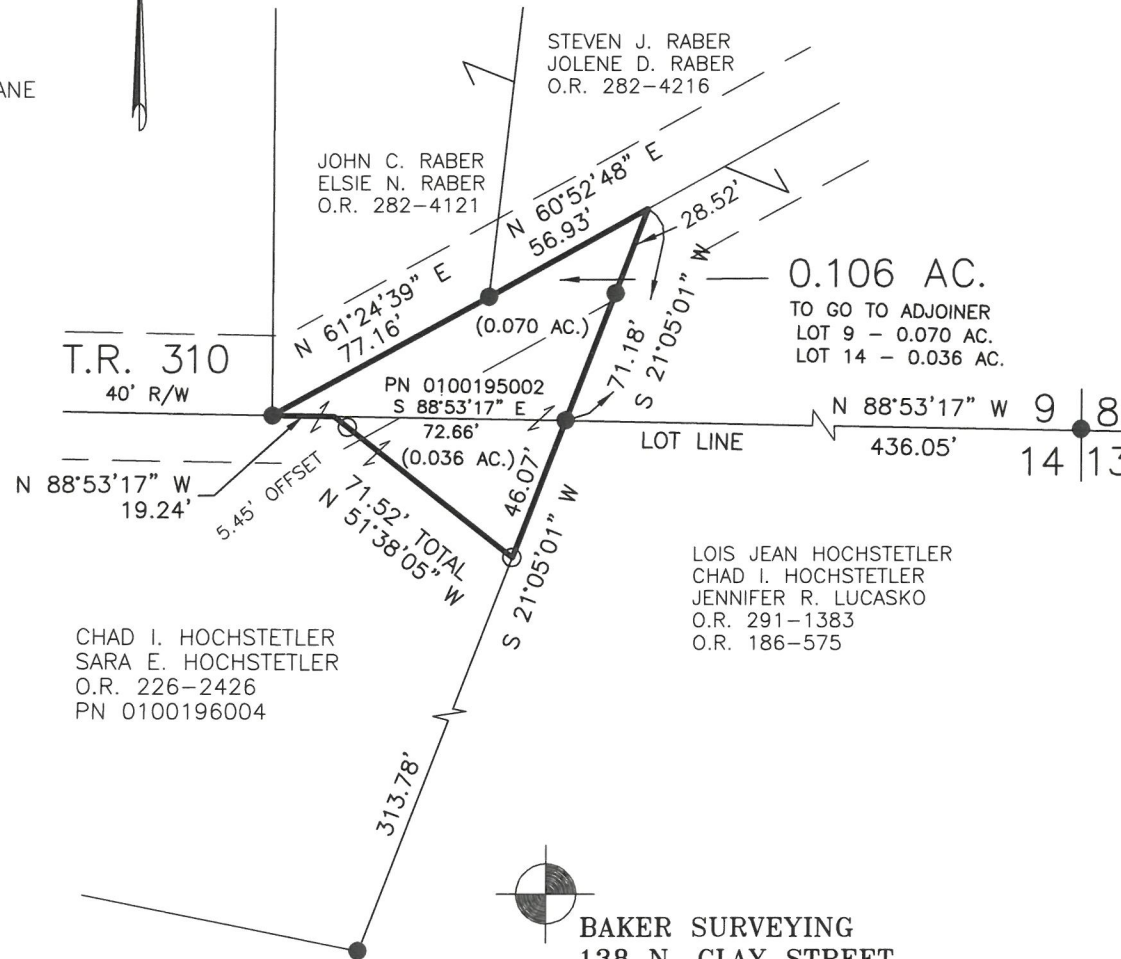 ANE
STEVEN J. RABER
JOLENE D. RABER
O.R. 282-4216
JOHN C. RABER
ELSIE N. RABER
O.R. 282-4121
N 60°52'48" E
56.93'
28.52'
N 61°24'39" E
77.16'
(0.070 AC.)
71.18'
S 21°05'01" W
0.106 AC.
TO GO TO ADJOINER
LOT 9 - 0.070 AC.
LOT 14 - 0.036 AC.
T.R. 310
40' R/W
PN 0100195002
S 88°53'17" E
72.66'
(0.036 AC.)
LOT LINE
N 88°53'17" W
436.05'
9 8
14 13
N 88°53'17" W
19.24'
5.45' OFFSET
71.52' TOTAL
N 51°38'05" W
46.07'
S 21°05'01" W
LOIS JEAN HOCHSTETLER
CHAD I. HOCHSTETLER
JENNIFER R. LUCASKO
O.R. 291-1383
O.R. 186-575
CHAD I. HOCHSTETLER
SARA E. HOCHSTETLER
O.R. 226-2426
PN 0100196004
313.78'
BAKER SURVEYING
138 N. CLAY STREET